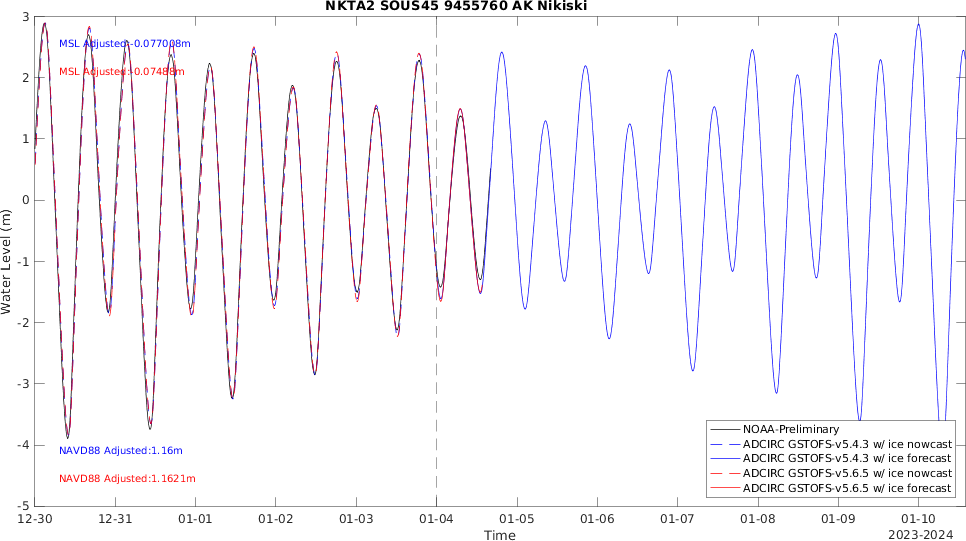 NKTA2 SOUS45 9455760 AK Nikiski
MSL Adjusted:-0.077008m
MSL Adjusted:-0.07488m
NAVD88 Adjusted:1.16m
NAVD88 Adjusted:1.1621m
Water Level (m)
3
2
1
0
-1
-2
-3
-4
-5
NOAA-Preliminary
ADCIRC GSTOFS-v5.4.3 w/ ice nowcast
ADCIRC GSTOFS-v5.4.3 w/ ice forecast
ADCIRC GSTOFS-v5.6.5 w/ ice nowcast
ADCIRC GSTOFS-v5.6.5 w/ ice forecast
12-30 12-31 01-01 01-02 01-03 01-04 01-05 01-06 01-07 01-08 01-09 01-10
Time
2023-2024